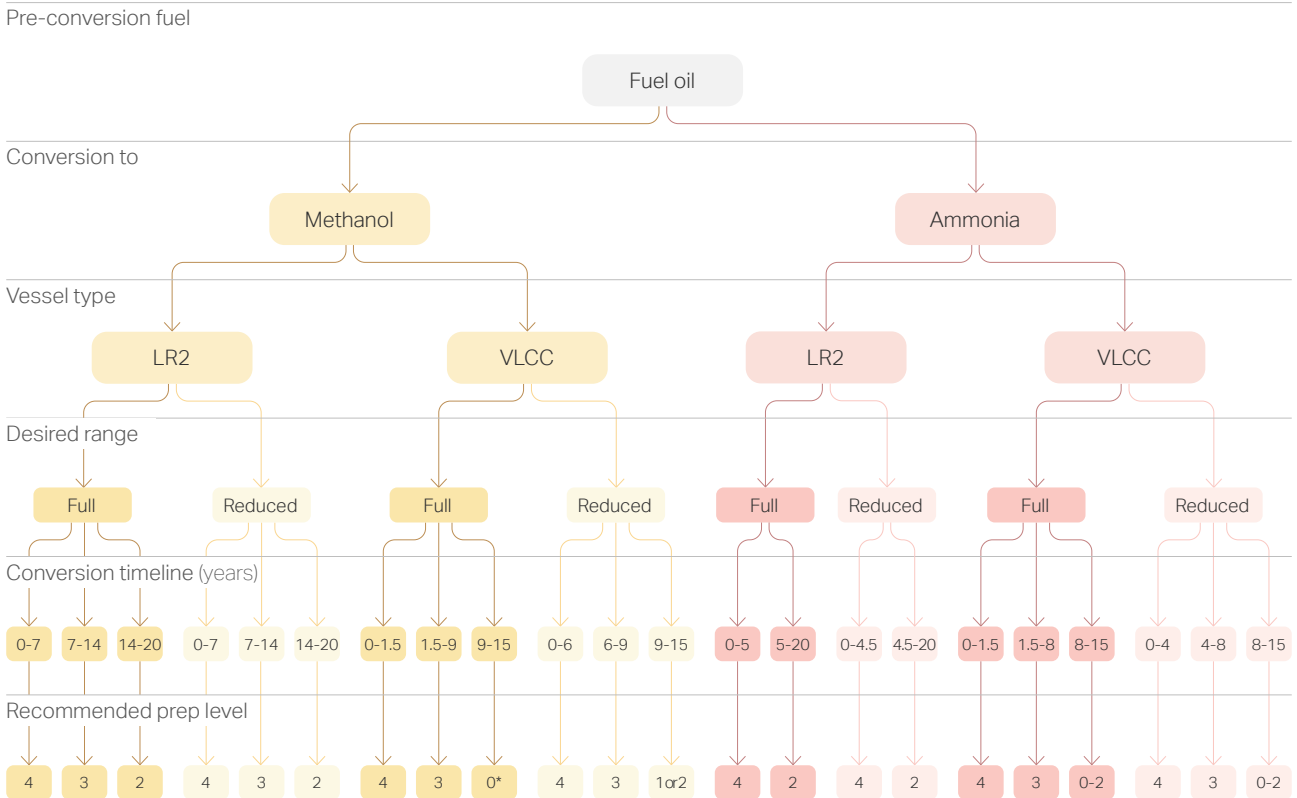 Pre-conversion fuel
Fuel oil
Conversion to
Methanol Ammonia
Vessel type
LR2 VLCC LR2 VLCC
Desired range
Full Reduced Full Reduced Full Reduced Full Reduced
Conversion timeline (years)
0-7 7-14 14-20 0-7 7-14 14-20 0-1.5 1.5-9 9-15 0-6 6-9 9-15 0-5 5-20 0-4.5 4.5-20 0-1.5 1.5-8 8-15 0-4 4-8 8-15
Recommended prep level
4 3 2 4 3 2 4 3 0* 4 3 1or2 4 2 4 2 4 3 0-2 4 3 0-2